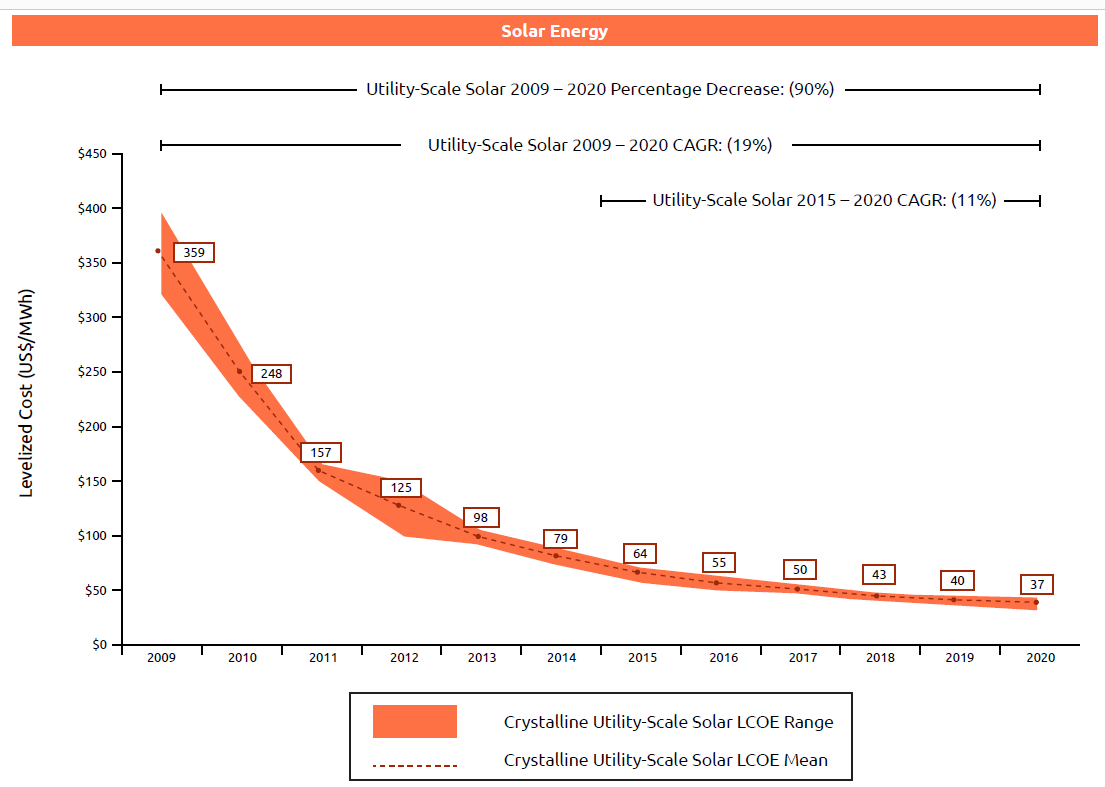 Solar Energy
Utility-Scale Solar 2009 – 2020 Percentage Decrease: (90%)
Utility-Scale Solar 2009 – 2020 CAGR: (19%)
Utility-Scale Solar 2015 – 2020 CAGR: (11%)
Levelized Cost (US$/MWh)
$450
$400
$350
$300
$250
$200
$150
$100
$50
$0
359
248
157
125
98
79
64
55
50
43
40
37
2009 2010 2011 2012 2013 2014 2015 2016 2017 2018 2019 2020
Crystalline Utility-Scale Solar LCOE Range
Crystalline Utility-Scale Solar LCOE Mean